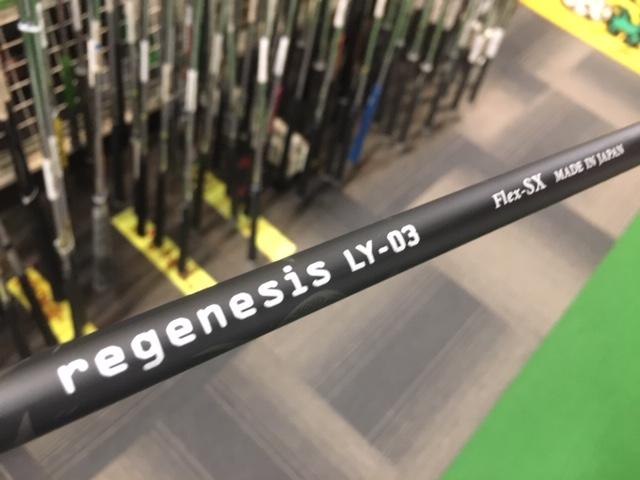 regenesis LY-03 Flex-SX MADE IN JAPAN